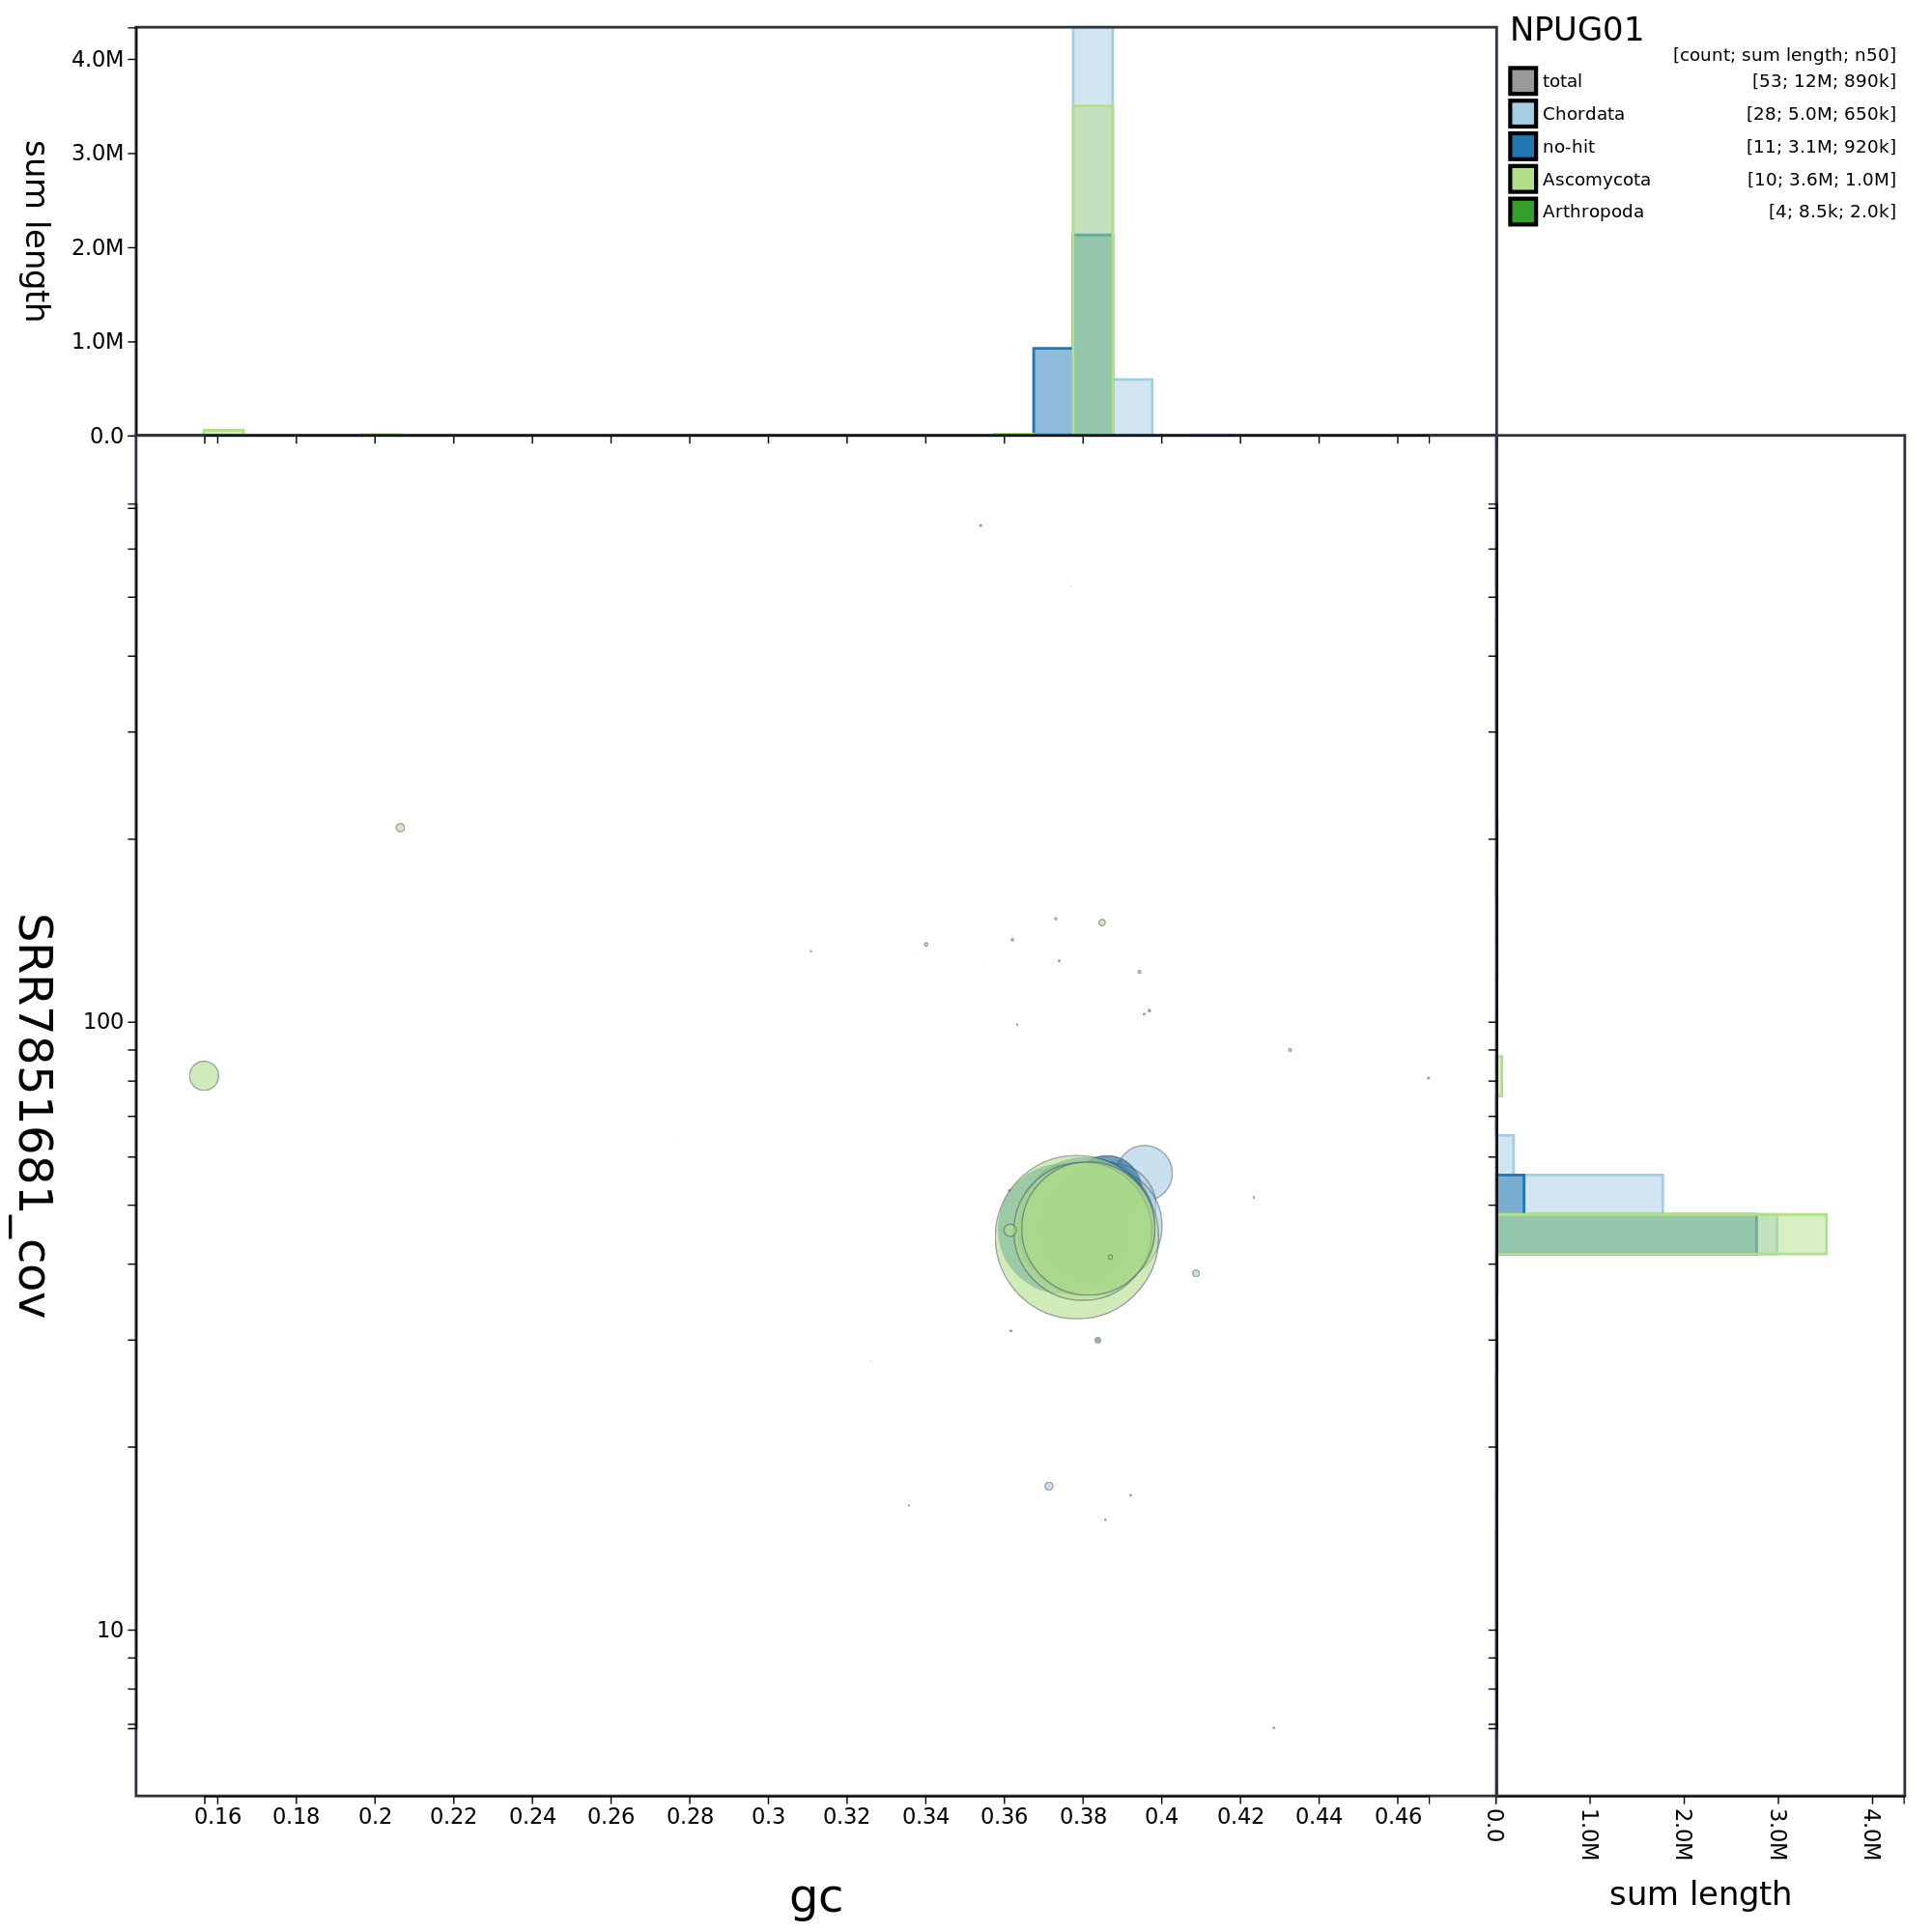 NPUG01
[count; sum length; n50]
total [53; 12M; 890k]
Chordata [28; 5.0M; 650k]
no-hit [11; 3.1M; 920k]
Ascomycota [10; 3.6M; 1.0M]
Arthropoda [4; 8.5k; 2.0k]
sum length
4.0M
3.0M
2.0M
1.0M
0.0
SRR7851681_cov
100
10
0.16 0.18 0.2 0.22 0.24 0.26 0.28 0.3 0.32 0.34 0.36 0.38 0.4 0.42 0.44 0.46
gc
0.0 1.0M 2.0M 3.0M 4.0M
sum length